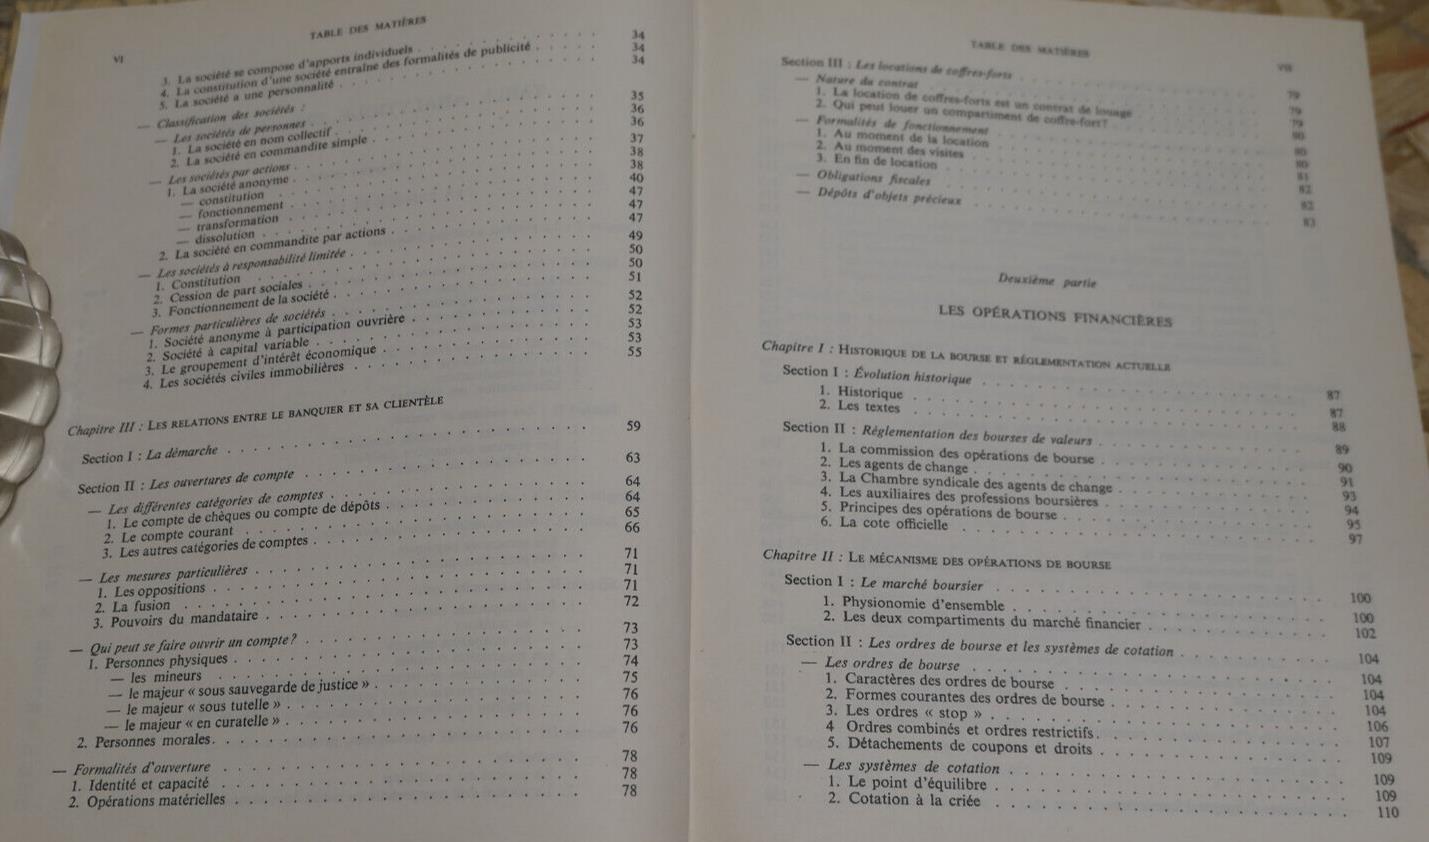 VI
TABLE DES MATIÈRES
3. La société se compose d'apports individuels . . . 34
4. La constitution d'une société entraîne des formalités de publicité . . . 34
5. La société a une personnalité . . . 34
— Classification des sociétés :
— Les sociétés de personnes . . . 35
1. La société en nom collectif . . . 36
2. La société en commandite simple . . . 36
— Les sociétés par actions . . . 37
1. La société anonyme . . . 38
— constitution . . . 38
— fonctionnement . . . 40
— transformation . . . 47
— dissolution . . . 47
2. La société en commandite par actions . . . 47
— Les sociétés à responsabilité limitée . . . 49
1. Constitution . . . 50
2. Cession de part sociales . . . 50
3. Fonctionnement de la société . . . 51
— Formes particulières de sociétés . . . 52
1. Société anonyme à participation ouvrière . . . 52
2. Société à capital variable . . . 53
3. Le groupement d'intérêt économique . . . 53
4. Les sociétés civiles immobilières . . . 55
Chapitre III : LES RELATIONS ENTRE LE BANQUIER ET SA CLIENTÈLE
Section I : La démarche . . . 59
Section II : Les ouvertures de compte . . . 63
— Les différentes catégories de comptes . . . 64
1. Le compte de chèques ou compte de dépôts . . . 64
2. Le compte courant . . . 65
3. Les autres catégories de comptes . . . 66
— Les mesures particulières . . . 71
1. Les oppositions . . . 71
2. La fusion . . . 71
3. Pouvoirs du mandataire . . . 72
— Qui peut se faire ouvrir un compte? . . . 73
1. Personnes physiques . . . 73
— les mineurs . . . 74
— le majeur « sous sauvegarde de justice » . . . 75
— le majeur « sous tutelle » . . . 76
— le majeur « en curatelle » . . . 76
2. Personnes morales . . . 76
— Formalités d'ouverture . . . 78
1. Identité et capacité . . . 78
2. Opérations matérielles . . . 78
TABLE DES MATIÈRES
VII
Section III : Les locations de coffres-forts . . . 79
— Nature du contrat . . . 79
1. La location de coffres-forts est un contrat de louage . . . 79
2. Qui peut louer un compartiment de coffre-fort? . . . 80
— Formalités de fonctionnement . . . 80
1. Au moment de la location . . . 80
2. Au moment des visites . . . 81
3. En fin de location . . . 82
— Obligations fiscales . . . 82
— Dépôts d'objets précieux . . . 83
Deuxième partie
LES OPÉRATIONS FINANCIÈRES
Chapitre I : HISTORIQUE DE LA BOURSE ET RÉGLEMENTATION ACTUELLE
Section I : Évolution historique . . . 87
1. Historique . . . 87
2. Les textes . . . 88
Section II : Réglementation des bourses de valeurs . . . 89
1. La commission des opérations de bourse . . . 90
2. Les agents de change . . . 91
3. La Chambre syndicale des agents de change . . . 93
4. Les auxiliaires des professions boursières . . . 94
5. Principes des opérations de bourse . . . 95
6. La cote officielle . . . 97
Chapitre II : LE MÉCANISME DES OPÉRATIONS DE BOURSE
Section I : Le marché boursier . . . 100
1. Physionomie d'ensemble . . . 100
2. Les deux compartiments du marché financier . . . 102
Section II : Les ordres de bourse et les systèmes de cotation . . . 104
— Les ordres de bourse . . . 104
1. Caractères des ordres de bourse . . . 104
2. Formes courantes des ordres de bourse . . . 104
3. Les ordres « stop » . . . 106
4 Ordres combinés et ordres restrictifs . . . 107
5. Détachements de coupons et droits . . . 109
— Les systèmes de cotation . . . 109
1. Le point d'équilibre . . . 109
2. Cotation à la criée . . . 110